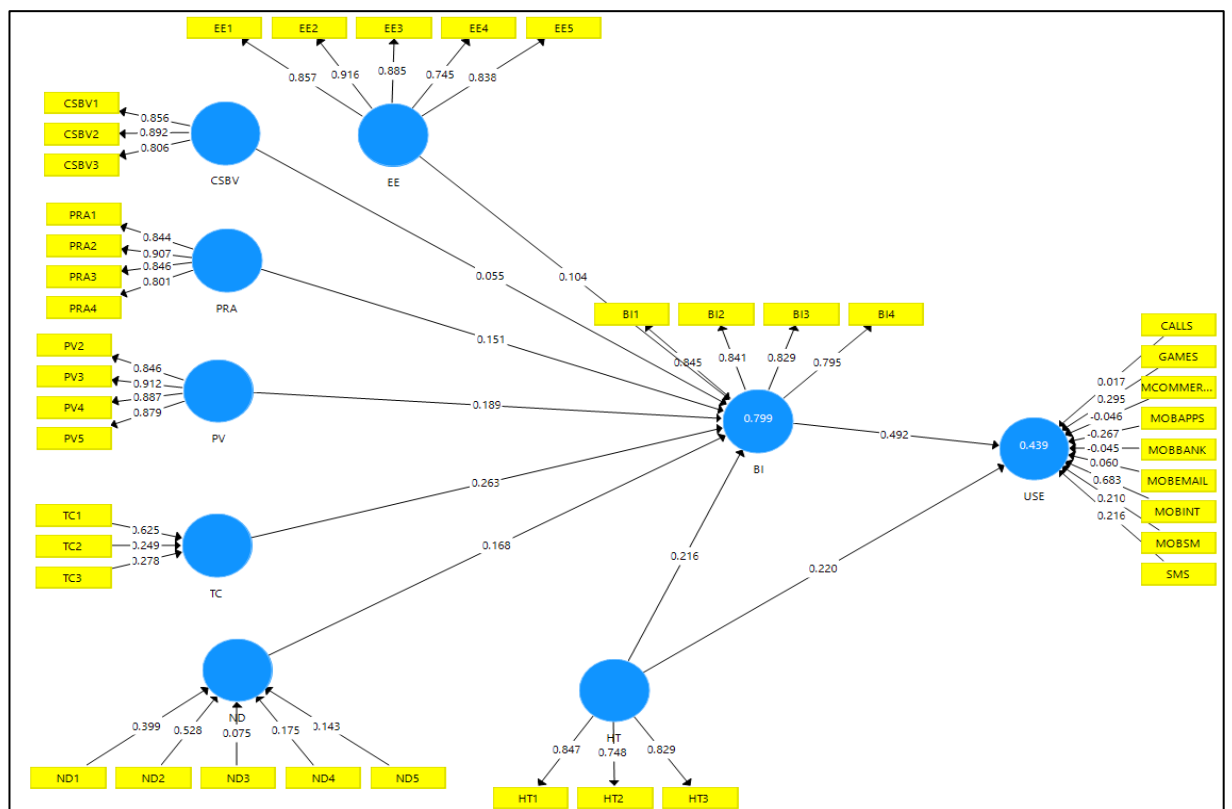 EE1 EE2 EE3 EE4 EE5
0.857 0.916 0.885 0.745 0.838
EE
CSBV1
CSBV2
CSBV3
0.856
0.892
0.806
CSBV
PRA1
PRA2
PRA3
PRA4
0.844
0.907
0.846
0.801
PRA
PV2
PV3
PV4
PV5
0.846
0.912
0.887
0.879
PV
TC1
TC2
TC3
0.625
0.249
0.278
TC
0.055
0.104
0.151
0.189
0.263
0.168
BI1 BI2 BI3 BI4
0.845 0.841 0.829 0.795
0.799
BI
0.492
0.216
0.220
0.439
USE
CALLS
GAMES
MCOMMER...
MOBAPPS
MOBBANK
MOBEMAIL
MOBINT
MOBSM
SMS
0.017
0.295
-0.046
-0.267
-0.045
0.060
0.683
0.210
0.216
ND
0.399 0.528 0.075 0.175 0.143
ND1 ND2 ND3 ND4 ND5
HT
0.847 0.748 0.829
HT1 HT2 HT3